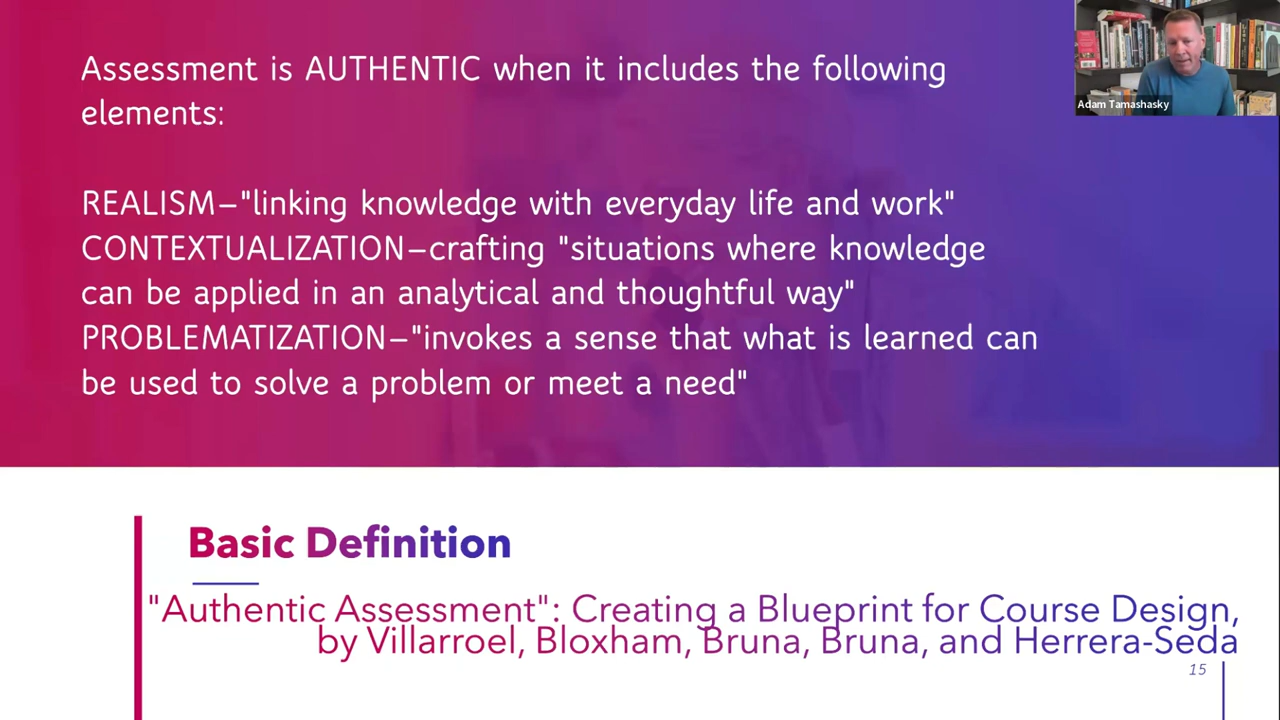 Assessment is AUTHENTIC when it includes the following
elements:
REALISM–"linking knowledge with everyday life and work"
CONTEXTUALIZATION–crafting "situations where knowledge
can be applied in an analytical and thoughtful way"
PROBLEMATIZATION–"invokes a sense that what is learned can
be used to solve a problem or meet a need"
Adam Tamashasky
Basic Definition
"Authentic Assessment": Creating a Blueprint for Course Design,
by Villarroel, Bloxham, Bruna, Bruna, and Herrera-Seda
15